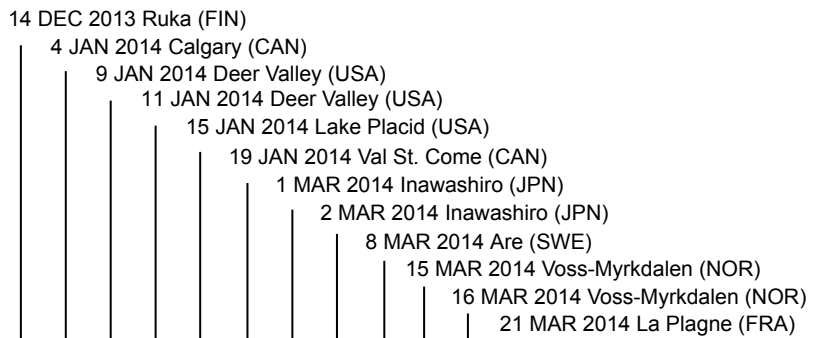 14 DEC 2013 Ruka (FIN)
4 JAN 2014 Calgary (CAN)
9 JAN 2014 Deer Valley (USA)
11 JAN 2014 Deer Valley (USA)
15 JAN 2014 Lake Placid (USA)
19 JAN 2014 Val St. Come (CAN)
1 MAR 2014 Inawashiro (JPN)
2 MAR 2014 Inawashiro (JPN)
8 MAR 2014 Are (SWE)
15 MAR 2014 Voss-Myrkdalen (NOR)
16 MAR 2014 Voss-Myrkdalen (NOR)
21 MAR 2014 La Plagne (FRA)